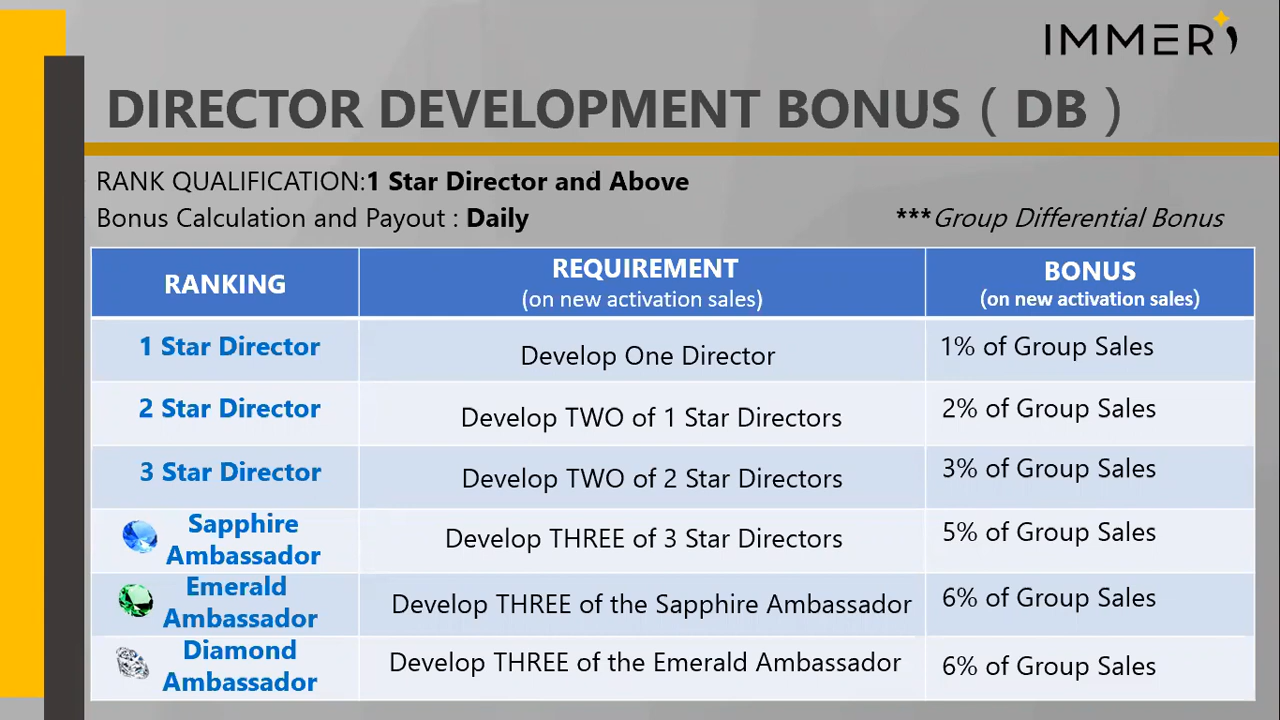 IMMERI
DIRECTOR DEVELOPMENT BONUS ( DB )
RANK QUALIFICATION:1 Star Director and Above
Bonus Calculation and Payout : Daily
***Group Differential Bonus
RANKING
REQUIREMENT
(on new activation sales)
BONUS
(on new activation sales)
1 Star Director
Develop One Director
1% of Group Sales
2 Star Director
Develop TWO of 1 Star Directors
2% of Group Sales
3 Star Director
Develop TWO of 2 Star Directors
3% of Group Sales
Sapphire
Ambassador
Develop THREE of 3 Star Directors
5% of Group Sales
Emerald
Ambassador
Develop THREE of the Sapphire Ambassador
6% of Group Sales
Diamond
Ambassador
Develop THREE of the Emerald Ambassador
6% of Group Sales